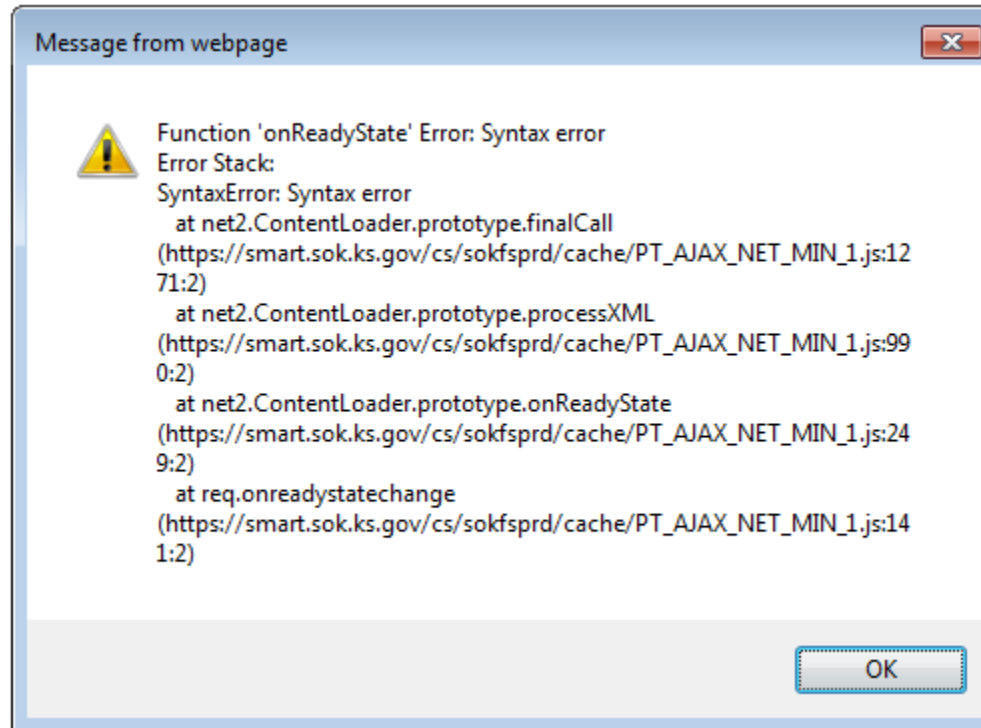 Message from webpage
Function 'onReadyState' Error: Syntax error
Error Stack:
SyntaxError: Syntax error
at net2.ContentLoader.prototype.finalCall
(https://smart.sok.ks.gov/cs/sokfsprd/cache/PT_AJAX_NET_MIN_1.js:12
71:2)
at net2.ContentLoader.prototype.processXML
(https://smart.sok.ks.gov/cs/sokfsprd/cache/PT_AJAX_NET_MIN_1.js:99
0:2)
at net2.ContentLoader.prototype.onReadyState
(https://smart.sok.ks.gov/cs/sokfsprd/cache/PT_AJAX_NET_MIN_1.js:24
9:2)
at req.onreadystatechange
(https://smart.sok.ks.gov/cs/sokfsprd/cache/PT_AJAX_NET_MIN_1.js:14
1:2)
OK